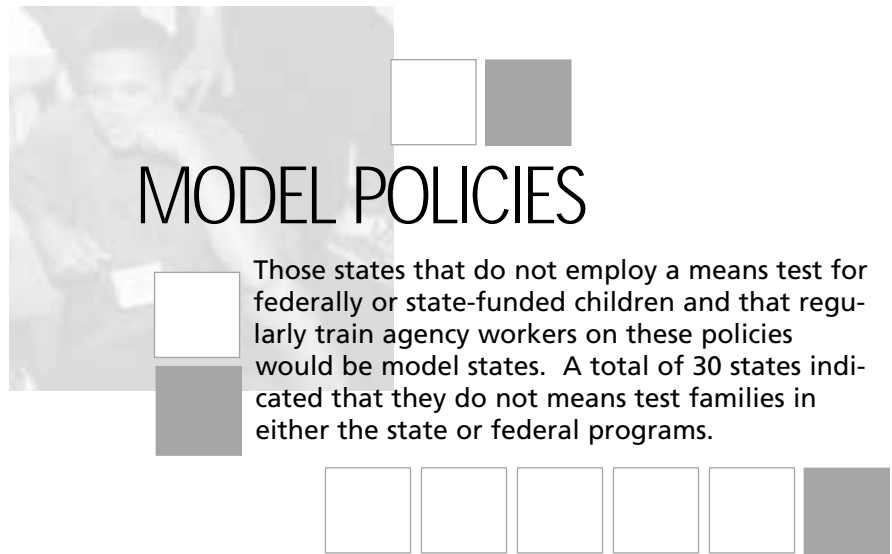 MODEL POLICIES
Those states that do not employ a means test for
federally or state-funded children and that regu-
larly train agency workers on these policies
would be model states.  A total of 30 states indi-
cated that they do not means test families in
either the state or federal programs.